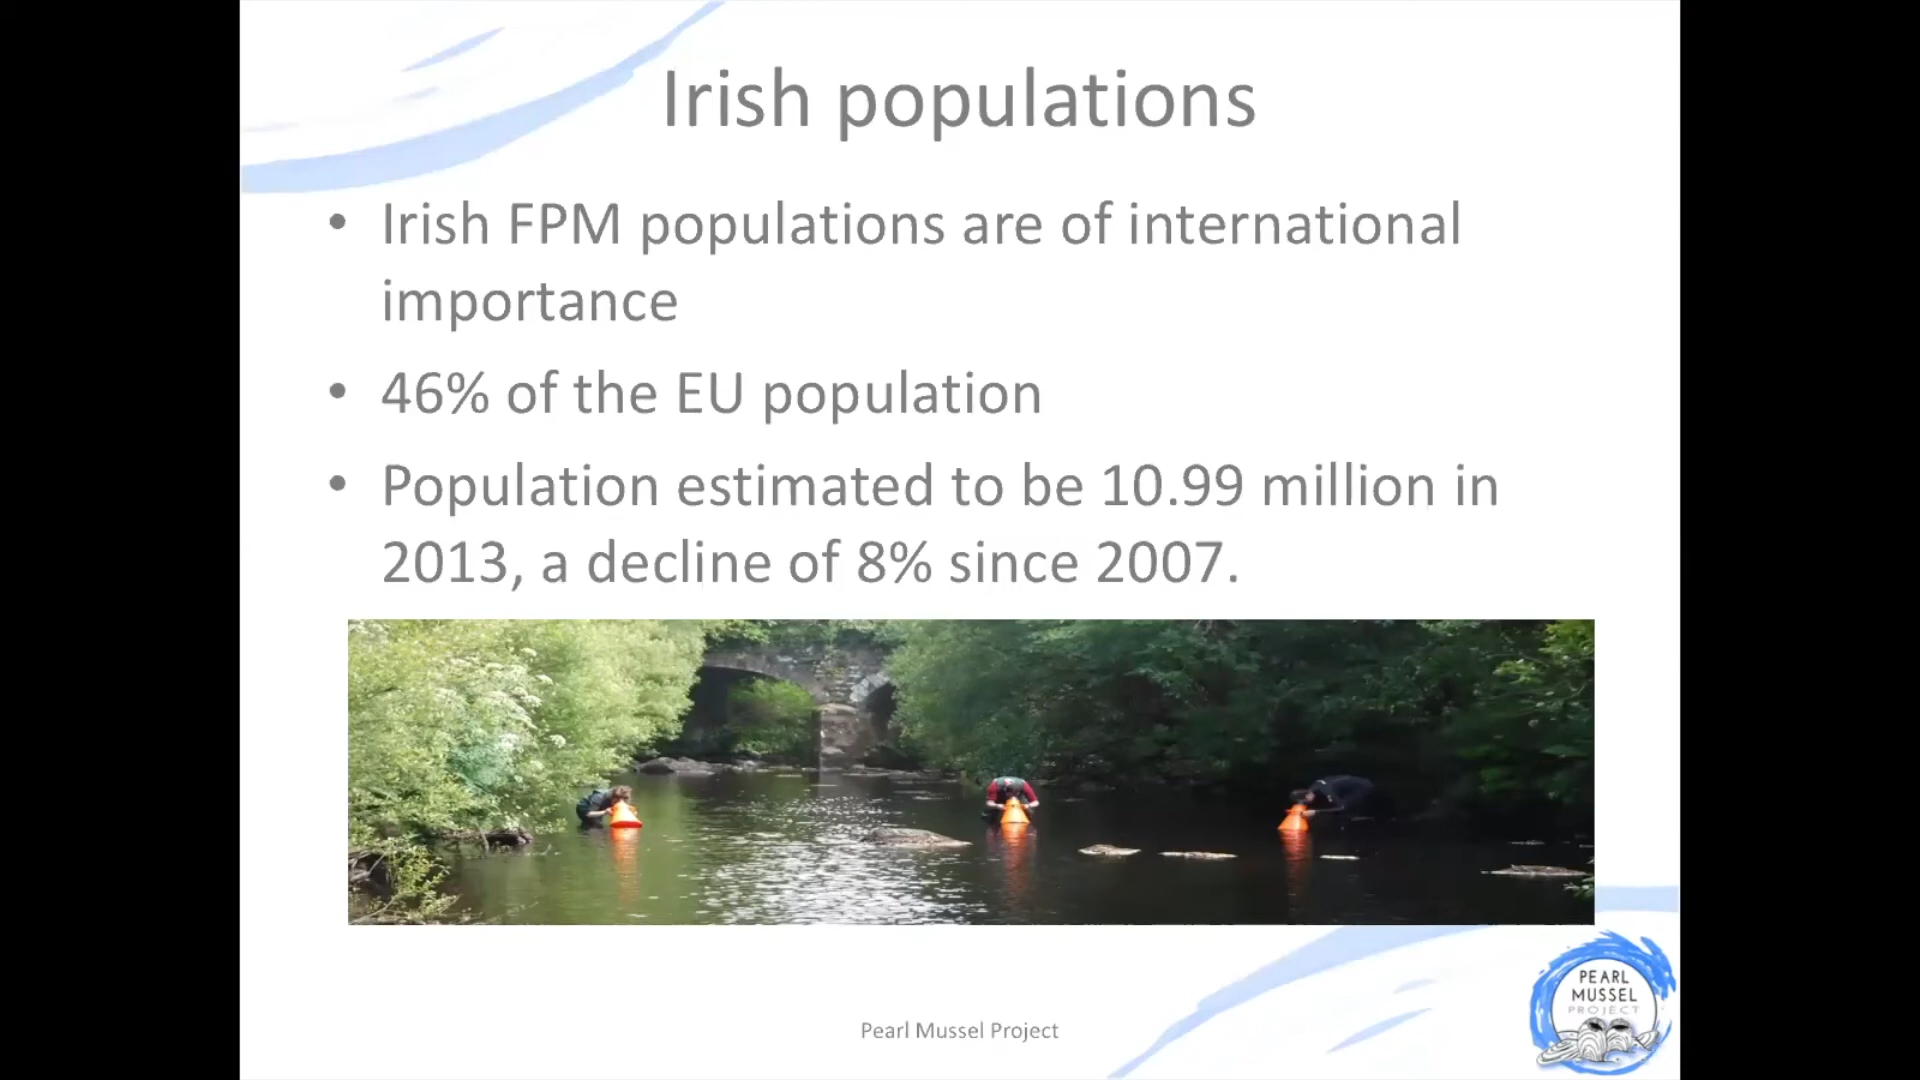 Irish populations
• Irish FPM populations are of international
importance
• 46% of the EU population
• Population estimated to be 10.99 million in
2013, a decline of 8% since 2007.
Pearl Mussel Project
PEARL
MUSSEL
PROJECT